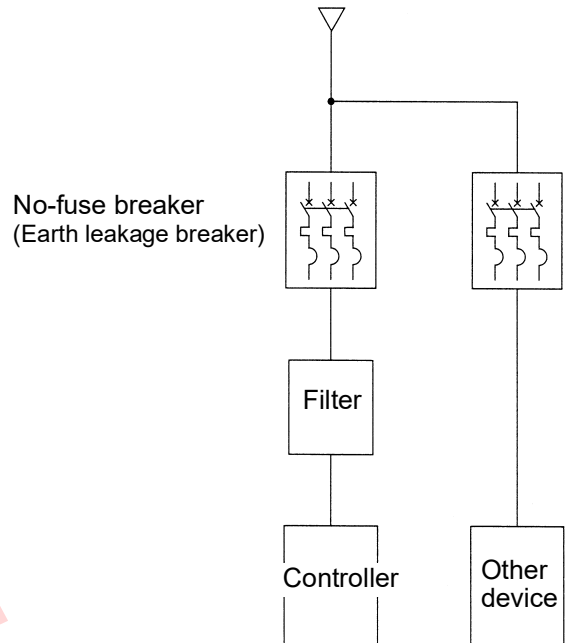 No-fuse breaker
(Earth leakage breaker)
Filter
Controller
Other
device